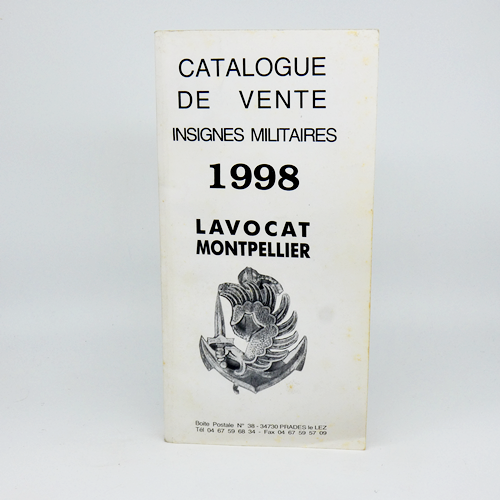 CATALOGUE
DE VENTE
INSIGNES MILITAIRES
1998
LAVOCAT
MONTPELLIER
Boite Postale N° 38 - 34730 PRADES le LEZ
Tél 04 67 59 68 34 - Fax 04 67 59 57 09